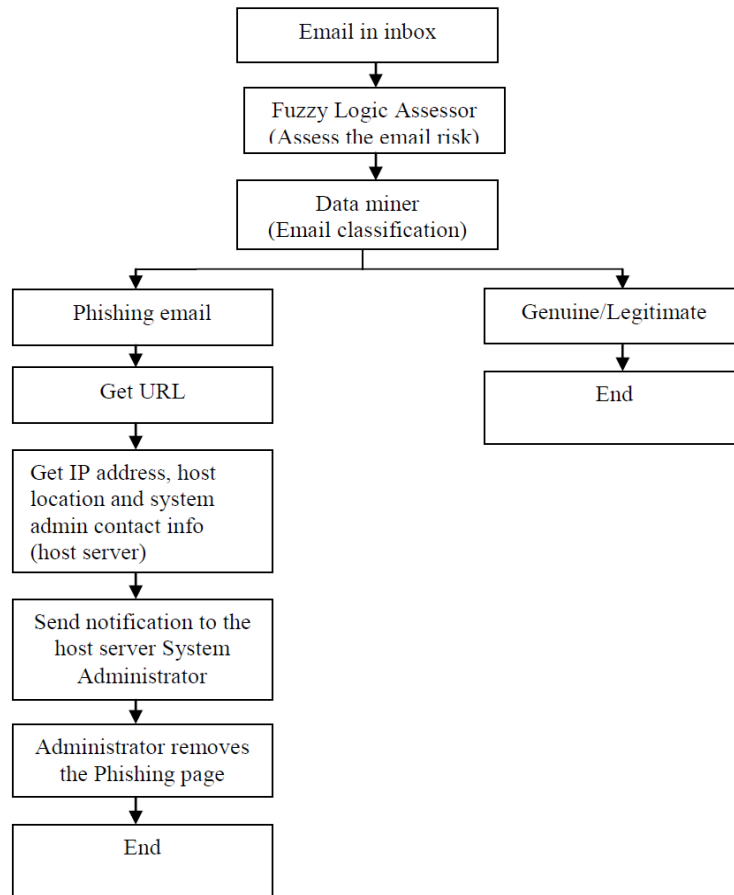 Email in inbox
Fuzzy Logic Assessor
(Assess the email risk)
Data miner
(Email classification)
Phishing email
Genuine/Legitimate
Get URL
End
Get IP address, host
location and system
admin contact info
(host server)
Send notification to the
host server System
Administrator
Administrator removes
the Phishing page
End